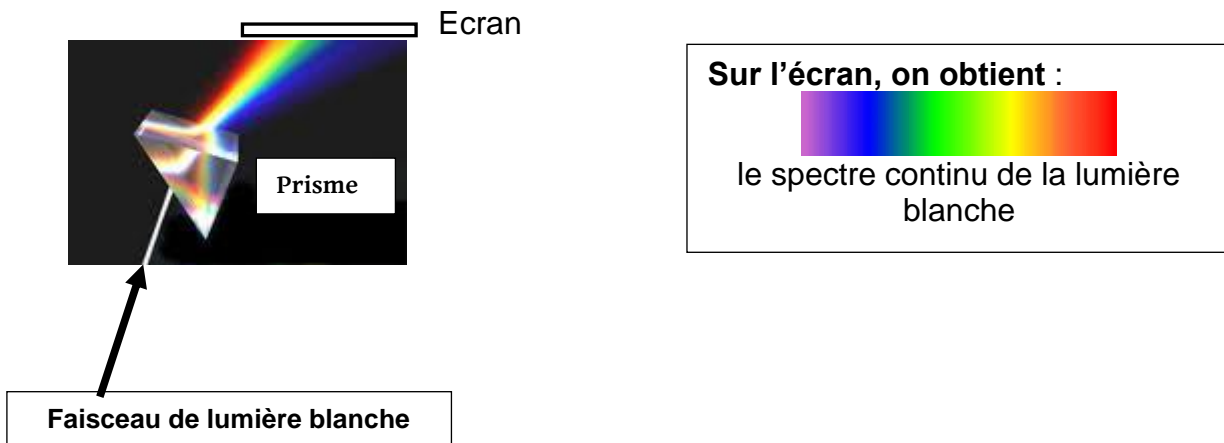 Ecran
Prisme
Faisceau de lumière blanche
Sur l’écran, on obtient :
le spectre continu de la lumière
blanche